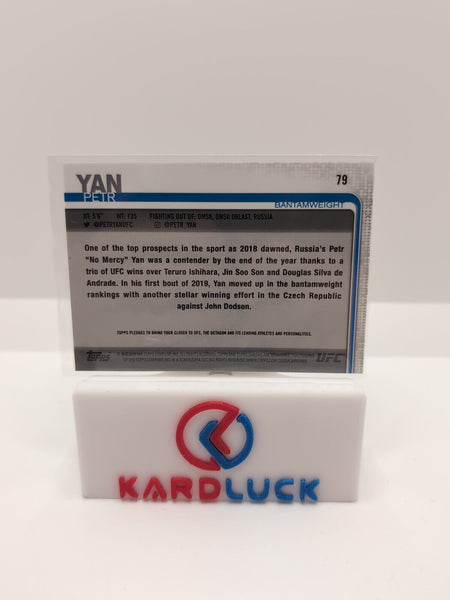 YAN
PETR
79
BANTAMWEIGHT
HT: 5'6" WT: 135 FIGHTING OUT OF: OMSK, OMSK OBLAST, RUSSIA
@PETRYANUFC @PETR_YAN
One of the top prospects in the sport as 2018 dawned, Russia's Petr
"No Mercy" Yan was a contender by the end of the year thanks to a
trio of UFC wins over Teruto Ishihara, Jin Soo Son and Douglas Silva de
Andrade. In his first bout of 2019, Yan moved up in the bantamweight
rankings with another stellar winning effort in the Czech Republic
against John Dodson.
TOPPS PLEDGES TO BRING YOUR CLOSER TO UFC, THE OCTAGON AND ITS LEADING ATHLETES AND PERSONALITIES.
Topps
UFC
KARDLUCK